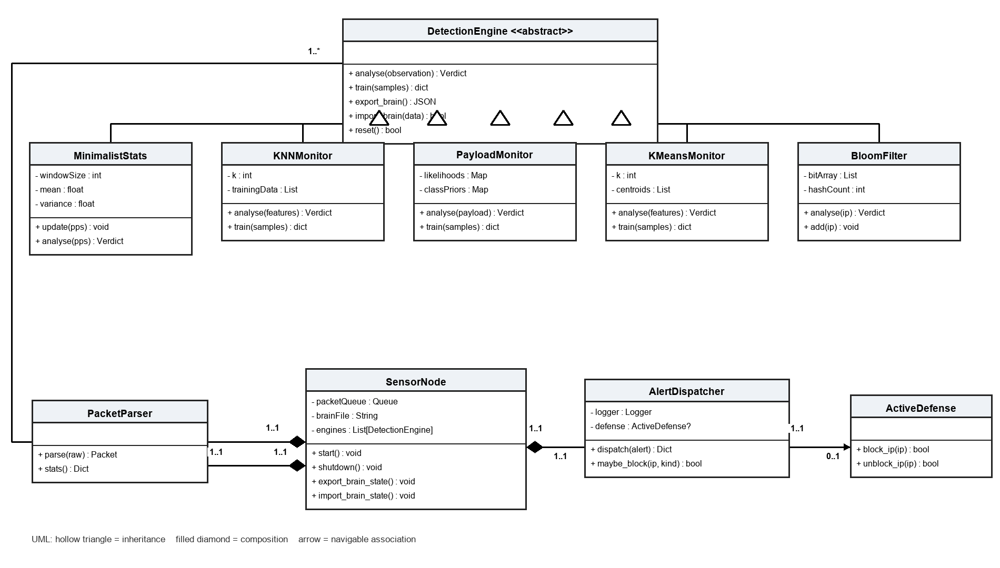 DetectionEngine <<abstract>>
1..*
+ analyse(observation) : Verdict
+ train(samples) : dict
+ export_brain() : JSON
+ import_brain(data) : bool
+ reset() : bool
MinimalistStats
- windowSize : int
- mean : float
- variance : float
+ update(pps) : void
+ analyse(pps) : Verdict
KNNMonitor
- k : int
- trainingData : List
+ analyse(features) : Verdict
+ train(samples) : dict
PayloadMonitor
- likelihoods : Map
- classPriors : Map
+ analyse(payload) : Verdict
+ train(samples) : dict
KMeansMonitor
- k : int
- centroids : List
+ analyse(features) : Verdict
+ train(samples) : dict
BloomFilter
- bitArray : List
- hashCount : int
+ analyse(ip) : Verdict
+ add(ip) : void
PacketParser
+ parse(raw) : Packet
+ stats() : Dict
1..1
1..1
1..1
SensorNode
- packetQueue : Queue
- brainFile : String
- engines : List[DetectionEngine]
+ start() : void
+ shutdown() : void
+ export_brain_state() : void
+ import_brain_state() : void
1..1
1..1
AlertDispatcher
- logger : Logger
- defense : ActiveDefense?
+ dispatch(alert) : Dict
+ maybe_block(ip, kind) : bool
1..1
0..1
ActiveDefense
+ block_ip(ip) : bool
+ unblock_ip(ip) : bool
UML: hollow triangle = inheritance    filled diamond = composition    arrow = navigable association